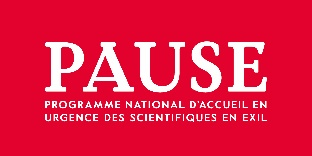 PAUSE
PROGRAMME NATIONAL D'ACCUEIL EN
URGENCE DES SCIENTIFIQUES EN EXIL